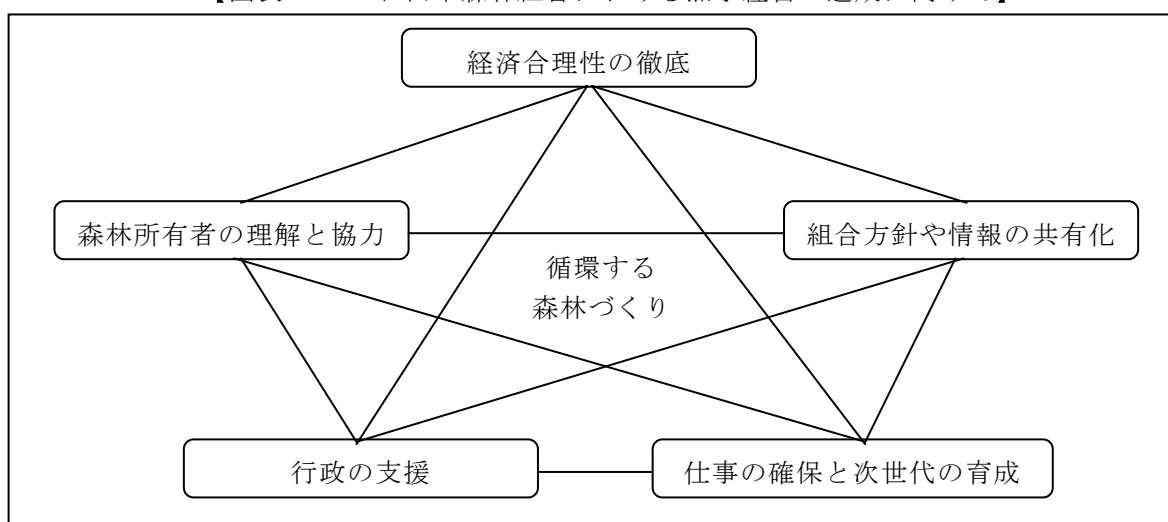 経済合理性の徹底
森林所有者の理解と協力
組合方針や情報の共有化
循環する
森林づくり
行政の支援
仕事の確保と次世代の育成